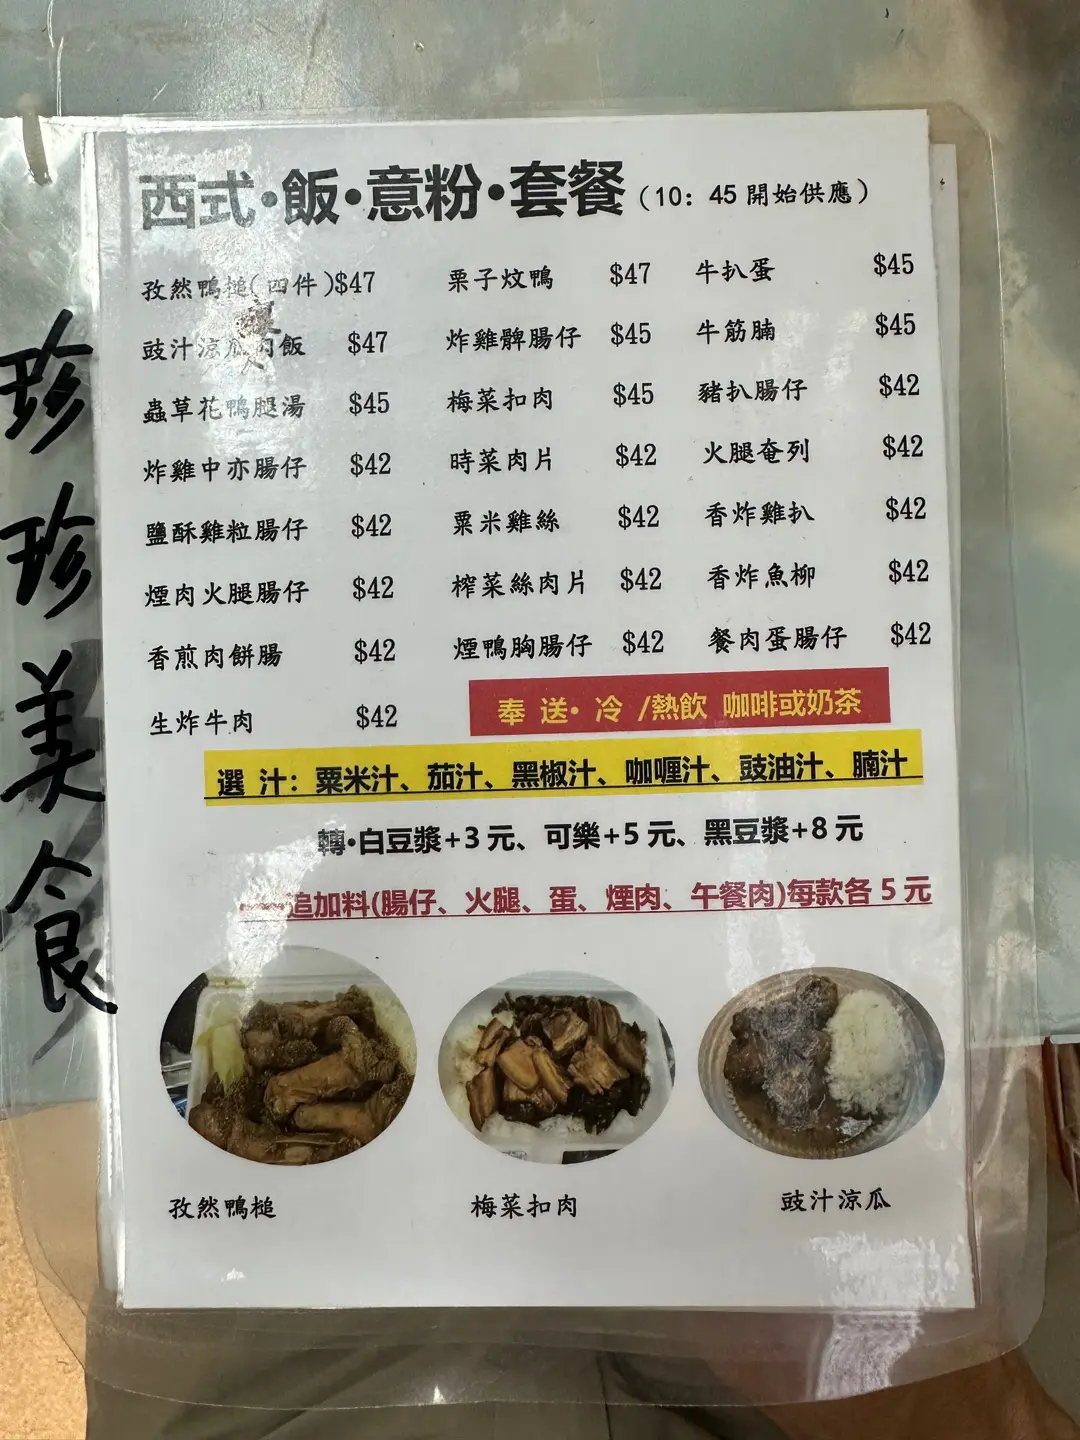 西式·飯·意粉·套餐(10：45開始供應)
孜然鴨槌(四件)$47 栗子炆鴨 $47 牛扒蛋 $45
豉汁涼瓜肉飯 $47 炸雞髀腸仔 $45 牛筋腩 $45
蟲草花鴨腿湯 $45 梅菜扣肉 $45 豬扒腸仔 $42
炸雞中亦腸仔 $42 時菜肉片 $42 火腿奄列 $42
鹽酥雞粒腸仔 $42 粟米雞絲 $42 香炸雞扒 $42
煙肉火腿腸仔 $42 榨菜絲肉片 $42 香炸魚柳 $42
香煎肉餅腸 $42 煙鴨胸腸仔 $42 餐肉蛋腸仔 $42
生炸牛肉 $42
奉 送· 冷 /熱飲 咖啡或奶茶
選 汁：粟米汁、茄汁、黑椒汁、咖喱汁、豉油汁、腩汁
轉·白豆漿+3元、可樂+5元、黑豆漿+8元
追加料(腸仔、火腿、蛋、煙肉、午餐肉)每款各5元
孜然鴨槌 梅菜扣肉 豉汁涼瓜
珍珍美食